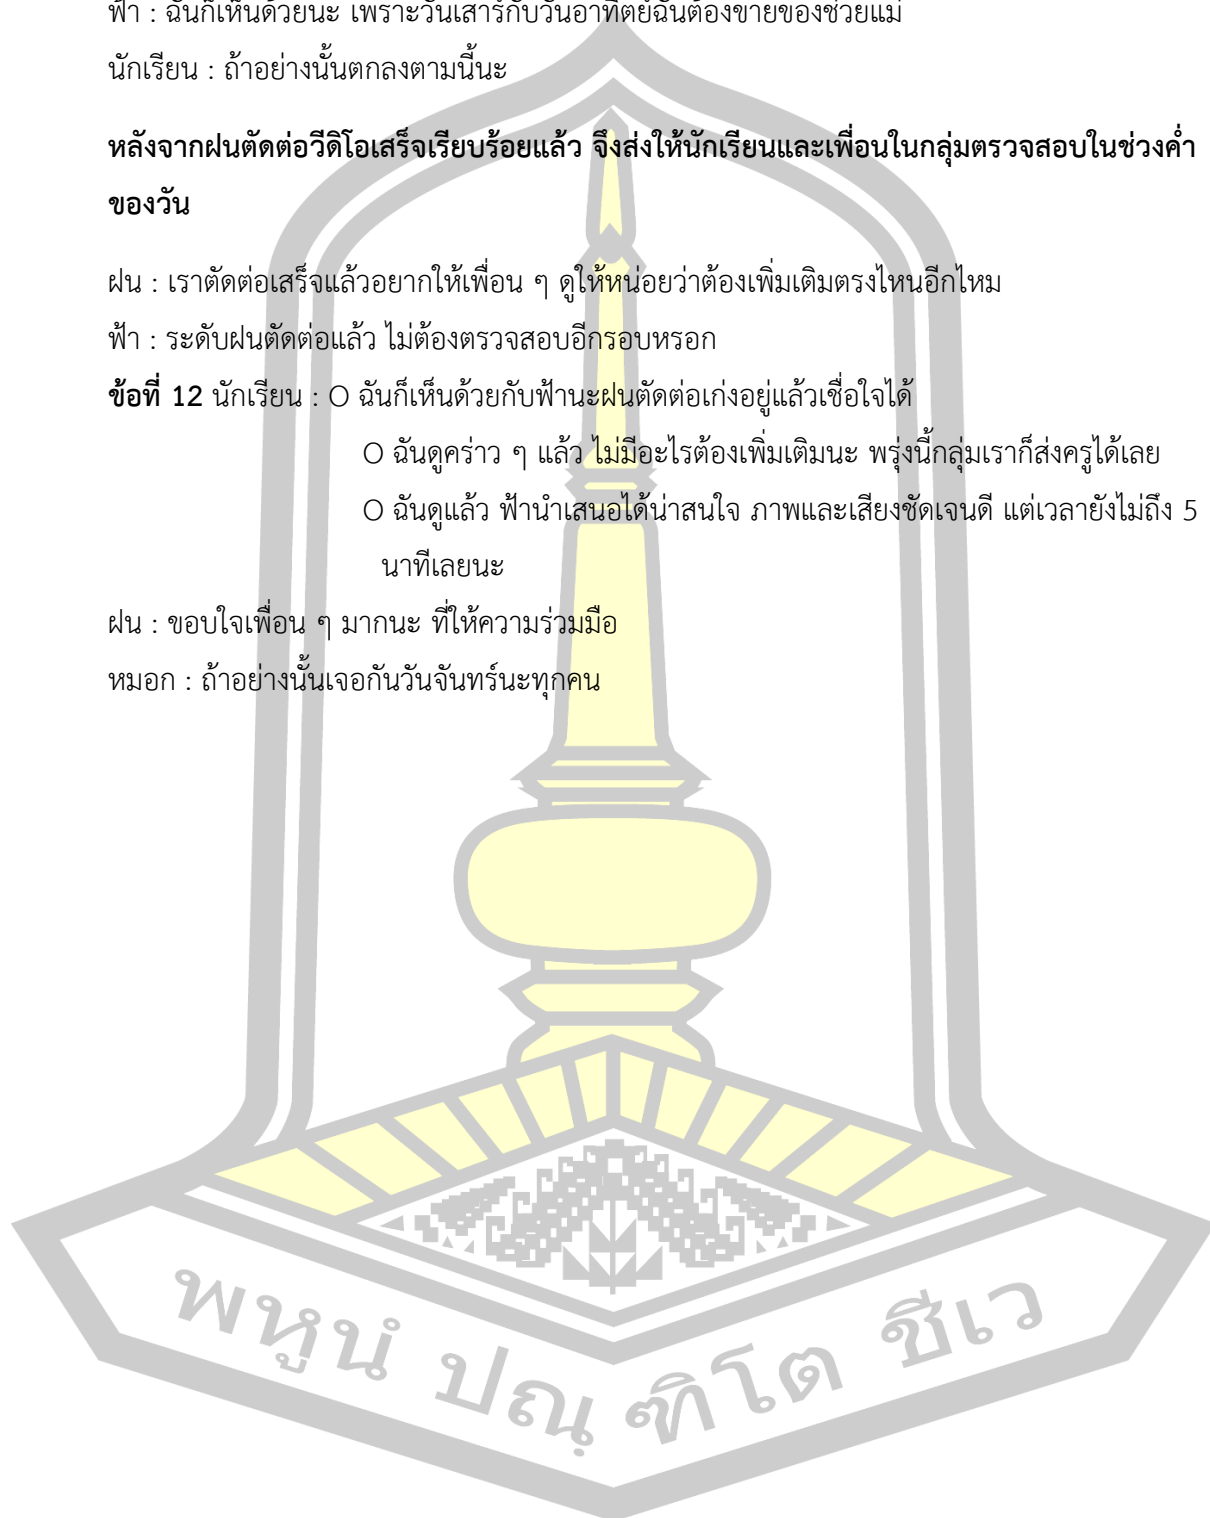 ฟ้า : ฉันก็เห็นด้วยนะ เพราะวันเสาร์กับวันอาทิตย์ฉันต้องขายของช่วยแม่
นักเรียน : ถ้าอย่างนั้นตกลงตามนี้นะ
หลังจากฝนตัดต่อวีดิโอเสร็จเรียบร้อยแล้ว จึงส่งให้นักเรียนและเพื่อนในกลุ่มตรวจสอบในช่วงค่ำ
ของวัน
ฝน : เราตัดต่อเสร็จแล้วอยากให้เพื่อน ๆ ดูให้หน่อยว่าต้องเพิ่มเติมตรงไหนอีกไหม
ฟ้า : ระดับฝนตัดต่อแล้ว ไม่ต้องตรวจสอบอีกรอบหรอก
ข้อที่ 12 นักเรียน : O ฉันก็เห็นด้วยกับฟ้านะฝนตัดต่อเก่งอยู่แล้วเชื่อใจได้
O ฉันดูคร่าว ๆ แล้ว ไม่มีอะไรต้องเพิ่มเติมนะ พรุ่งนี้กลุ่มเราก็ส่งครูได้เลย
O ฉันดูแล้ว ฟ้านำเสนอได้น่าสนใจ ภาพและเสียงชัดเจนดี แต่เวลายังไม่ถึง 5
นาทีเลยนะ
ฝน : ขอบใจเพื่อน ๆ มากนะ ที่ให้ความร่วมมือ
หมอก : ถ้าอย่างนั้นเจอกันวันจันทร์นะทุกคน
พหูนํ ปณฺฑิโต ชีเว